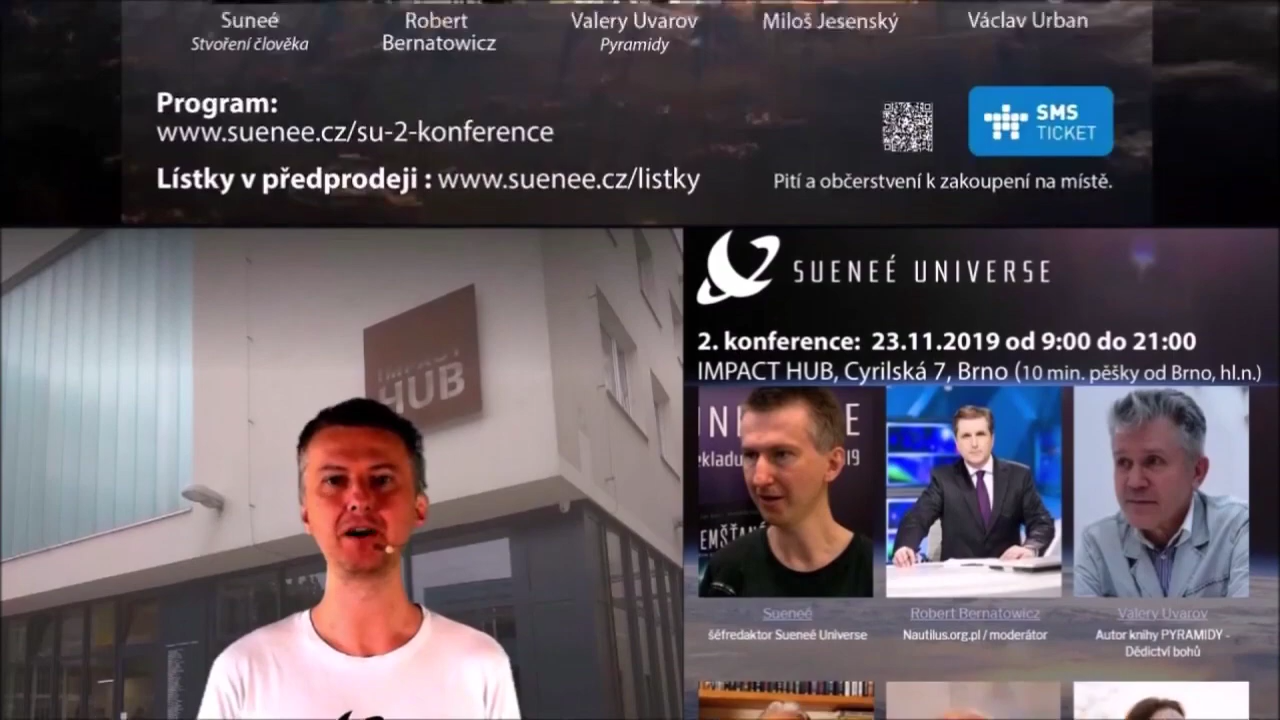 Suneé
Stvoření člověka
Robert
Bernatowicz
Valery Uvarov
Pyramidy
Miloš Jesenský
Václav Urban
Program:
www.suenee.cz/su-2-konference
Lístky v předprodeji : www.suenee.cz/listky
SMS
TICKET
Pití a občerstvení k zakoupení na místě.
HUB
SUENEÉ UNIVERSE
2. konference: 23.11.2019 od 9:00 do 21:00
IMPACT HUB, Cyrilská 7, Brno (10 min. pěšky od Brno, hl.n.)
Sueneé
šéfredaktor Sueneé Universe
Robert Bernatowicz
Nautilus.org.pl / moderátor
Valery Uvarov
Autor knihy PYRAMIDY -
Dědictví bohů